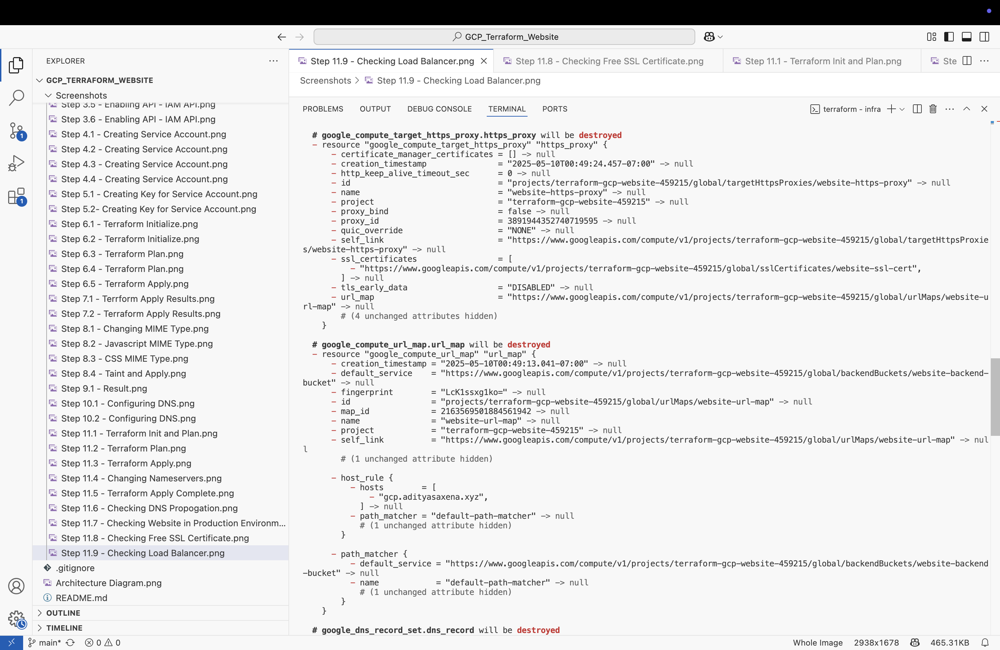 GCP_Terraform_Website
EXPLORER
GCP_TERRAFORM_WEBSITE
Screenshots
Step 3.5 - Enabling API - IAM API.png
Step 3.6 - Enabling API - IAM API.png
Step 4.1 - Creating Service Account.png
Step 4.2 - Creating Service Account.png
Step 4.3 - Creating Service Account.png
Step 4.4 - Creating Service Account.png
Step 5.1 - Creating Key for Service Account.png
Step 5.2- Creating Key for Service Account.png
Step 6.1 - Terraform Initialize.png
Step 6.2 - Terraform Initialize.png
Step 6.3 - Terraform Plan.png
Step 6.4 - Terraform Plan.png
Step 6.5 - Terraform Apply.png
Step 7.1 - Terrform Apply Results.png
Step 7.2 - Terraform Apply Results.png
Step 8.1 - Changing MIME Type.png
Step 8.2 - Javascript MIME Type.png
Step 8.3 - CSS MIME Type.png
Step 8.4 - Taint and Apply.png
Step 9.1 - Result.png
Step 10.1 - Configuring DNS.png
Step 10.2 - Configuring DNS.png
Step 11.1 - Terraform Init and Plan.png
Step 11.2 - Terraform Plan.png
Step 11.3 - Terraform Apply.png
Step 11.4 - Changing Nameservers.png
Step 11.5 - Terraform Apply Complete.png
Step 11.6 - Checking DNS Propogation.png
Step 11.7 - Checking Website in Production Environm...
Step 11.8 - Checking Free SSL Certificate.png
Step 11.9 - Checking Load Balancer.png
.gitignore
Architecture Diagram.png
README.md
OUTLINE
TIMELINE
1
1
Step 11.9 - Checking Load Balancer.png Step 11.8 - Checking Free SSL Certificate.png Step 11.1 - Terraform Init and Plan.png Ste
Screenshots > Step 11.9 - Checking Load Balancer.png
PROBLEMS OUTPUT DEBUG CONSOLE TERMINAL PORTS terraform - infra
# google_compute_target_https_proxy.https_proxy will be destroyed
- resource "google_compute_target_https_proxy" "https_proxy" {
- certificate_manager_certificates = [] -> null
- creation_timestamp = "2025-05-10T00:49:24.457-07:00" -> null
- http_keep_alive_timeout_sec = 0 -> null
- id = "projects/terraform-gcp-website-459215/global/targetHttpsProxies/website-https-proxy" -> null
- name = "website-https-proxy" -> null
- project = "terraform-gcp-website-459215" -> null
- proxy_bind = false -> null
- proxy_id = 3891944352740719595 -> null
- quic_override = "NONE" -> null
- self_link = "https://www.googleapis.com/compute/v1/projects/terraform-gcp-website-459215/global/targetHttpsProxie
s/website-https-proxy" -> null
- ssl_certificates = [
- "https://www.googleapis.com/compute/v1/projects/terraform-gcp-website-459215/global/sslCertificates/website-ssl-cert",
] -> null
- tls_early_data = "DISABLED" -> null
- url_map = "https://www.googleapis.com/compute/v1/projects/terraform-gcp-website-459215/global/urlMaps/website-u
rl-map" -> null
# (4 unchanged attributes hidden)
}
# google_compute_url_map.url_map will be destroyed
- resource "google_compute_url_map" "url_map" {
- creation_timestamp = "2025-05-10T00:49:13.041-07:00" -> null
- default_service = "https://www.googleapis.com/compute/v1/projects/terraform-gcp-website-459215/global/backendBuckets/website-backend-
bucket" -> null
- fingerprint = "LcK1ssxg1ko=" -> null
- id = "projects/terraform-gcp-website-459215/global/urlMaps/website-url-map" -> null
- map_id = 2163569501884561942 -> null
- name = "website-url-map" -> null
- project = "terraform-gcp-website-459215" -> null
- self_link = "https://www.googleapis.com/compute/v1/projects/terraform-gcp-website-459215/global/urlMaps/website-url-map" -> nul
l
# (1 unchanged attribute hidden)
- host_rule {
- hosts = [
- "gcp.adityasaxena.xyz",
] -> null
- path_matcher = "default-path-matcher" -> null
# (1 unchanged attribute hidden)
}
- path_matcher {
- default_service = "https://www.googleapis.com/compute/v1/projects/terraform-gcp-website-459215/global/backendBuckets/website-backend
-bucket" -> null
- name = "default-path-matcher" -> null
# (1 unchanged attribute hidden)
}
}
# google_dns_record_set.dns_record will be destroyed
main* 0 0 Whole Image 2938x1678 465.31KB